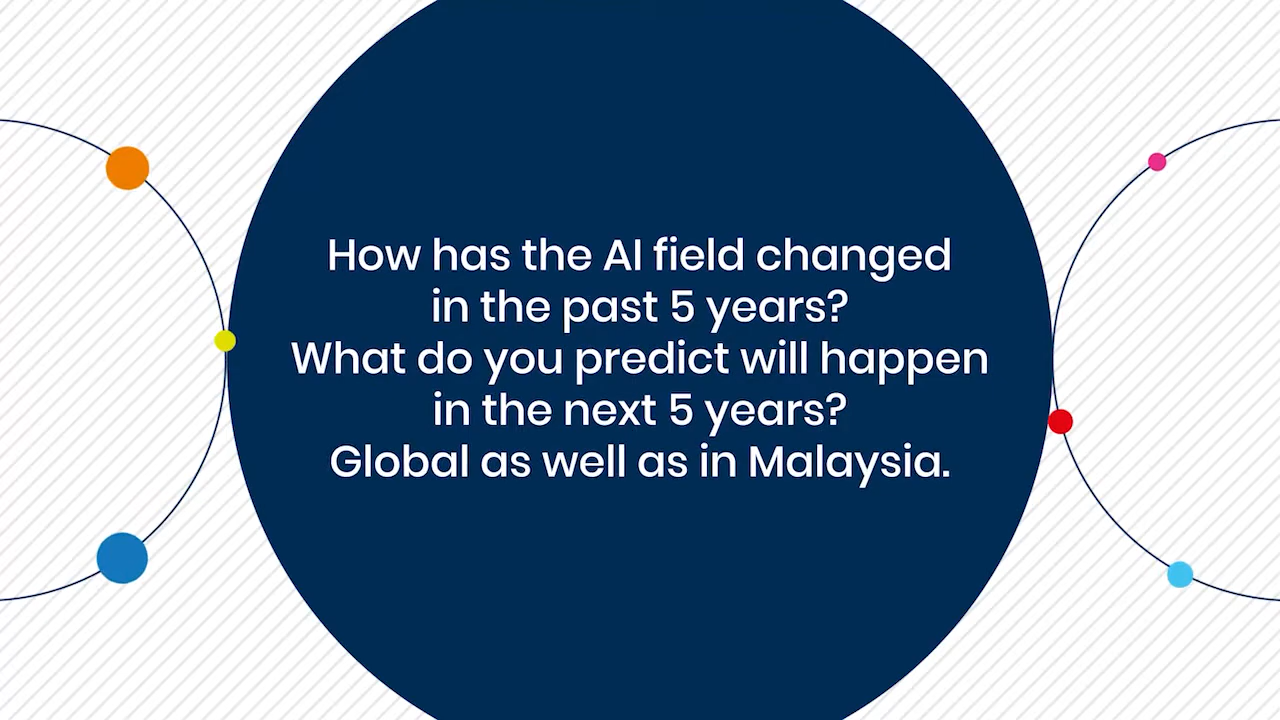 How has the AI field changed
in the past 5 years?
What do you predict will happen
in the next 5 years?
Global as well as in Malaysia.